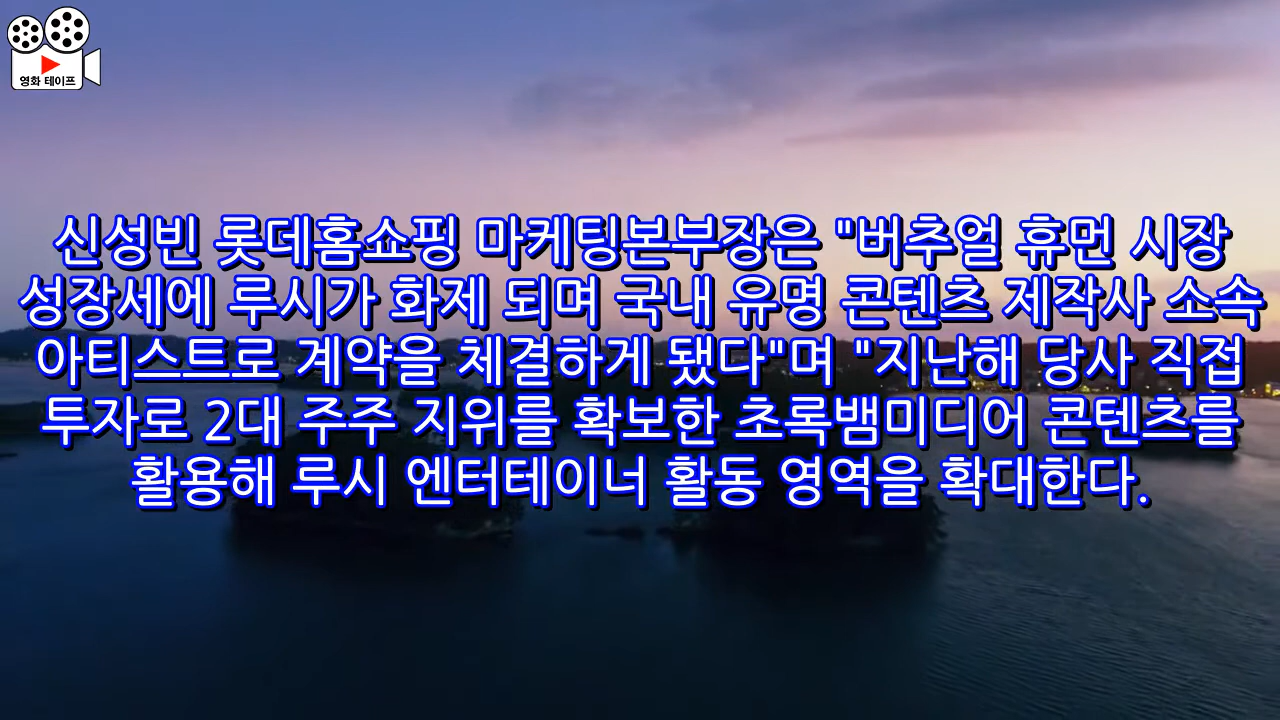 영화 테이프
신성빈 롯데홈쇼핑 마케팅본부장은 "버추얼 휴먼 시장
성장세에 루시가 화제 되며 국내 유명 콘텐츠 제작사 소속
아티스트로 계약을 체결하게 됐다"며 "지난해 당사 직접
투자로 2대 주주 지위를 확보한 초록뱀미디어 콘텐츠를
활용해 루시 엔터테이너 활동 영역을 확대한다.